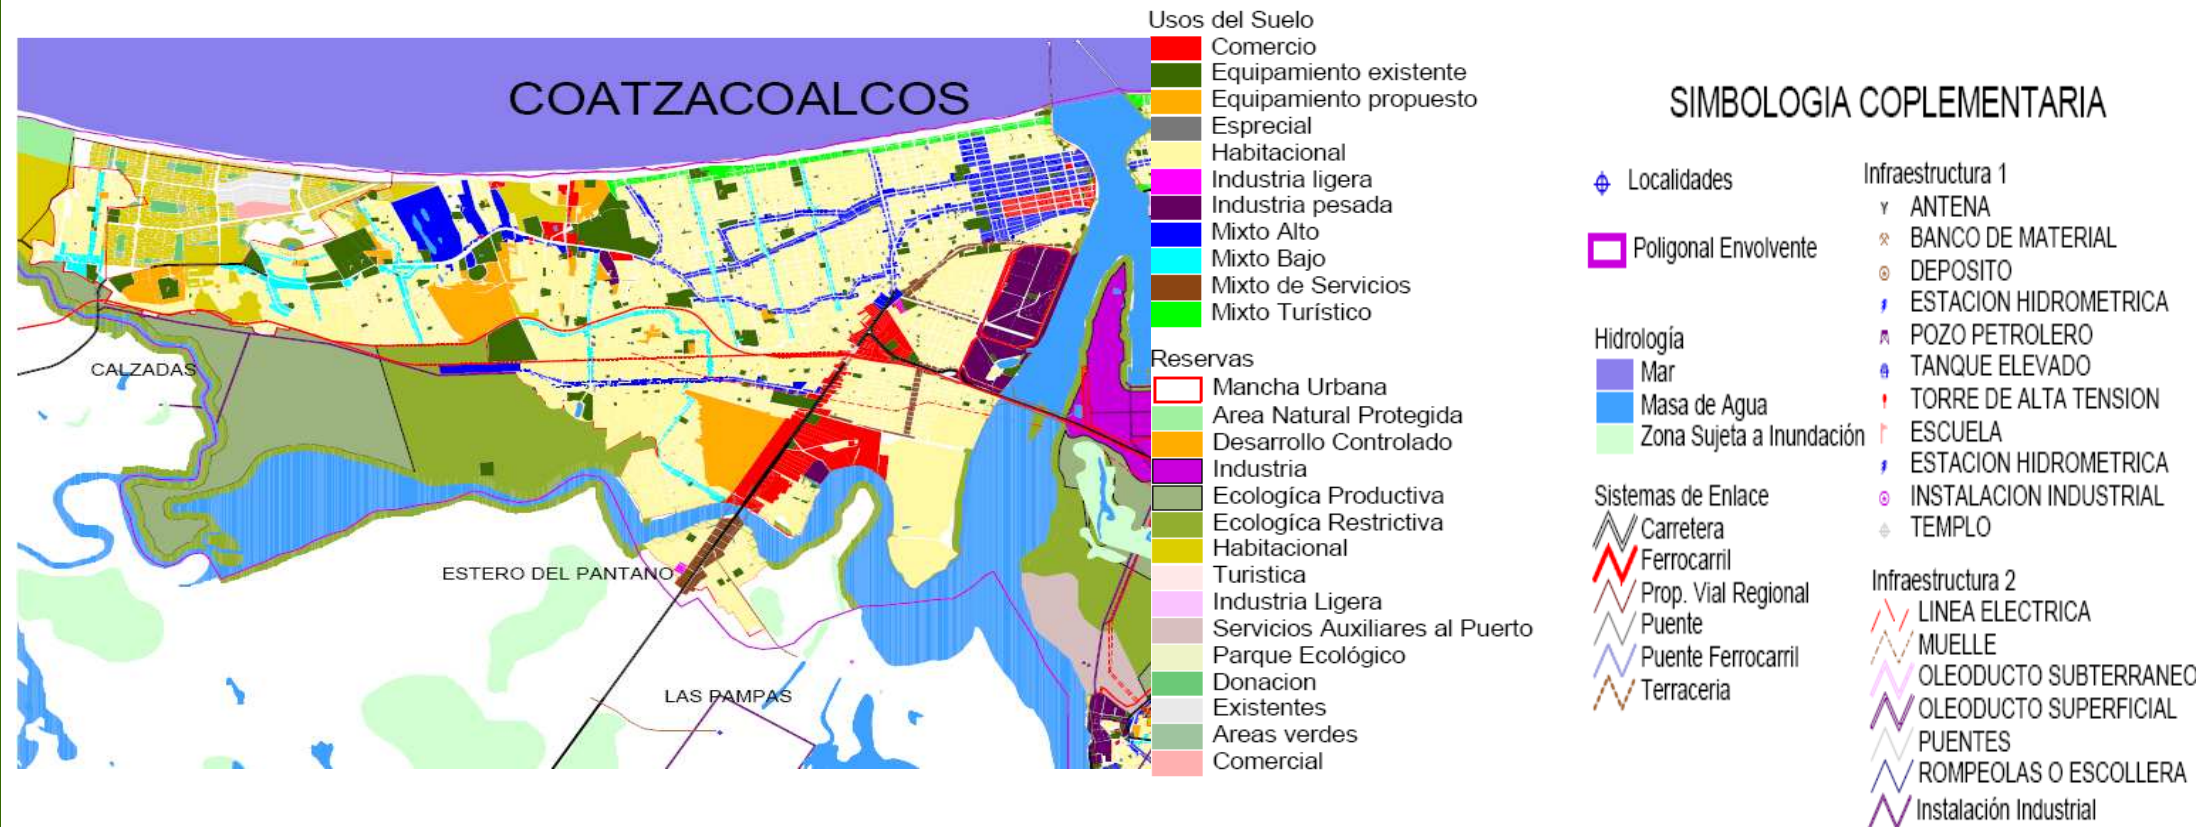 COATZACOALCOS
CALZADAS
ESTERO DEL PANTANO
LAS PAMPAS
Usos del Suelo
Comercio
Equipamiento existente
Equipamiento propuesto
Esprecial
Habitacional
Industria ligera
Industria pesada
Mixto Alto
Mixto Bajo
Mixto de Servicios
Mixto Turístico
Reservas
Mancha Urbana
Area Natural Protegida
Desarrollo Controlado
Industria
Ecologíca Productiva
Ecologíca Restrictiva
Habitacional
Turistica
Industria Ligera
Servicios Auxiliares al Puerto
Parque Ecológico
Donacion
Existentes
Areas verdes
Comercial
SIMBOLOGIA COPLEMENTARIA
Localidades
Poligonal Envolvente
Hidrología
Mar
Masa de Agua
Zona Sujeta a Inundación
Sistemas de Enlace
Carretera
Ferrocarril
Prop. Vial Regional
Puente
Puente Ferrocarril
Terraceria
Infraestructura 1
ANTENA
BANCO DE MATERIAL
DEPOSITO
ESTACION HIDROMETRICA
POZO PETROLERO
TANQUE ELEVADO
TORRE DE ALTA TENSION
ESCUELA
ESTACION HIDROMETRICA
INSTALACION INDUSTRIAL
TEMPLO
Infraestructura 2
LINEA ELECTRICA
MUELLE
OLEODUCTO SUBTERRANEO
OLEODUCTO SUPERFICIAL
PUENTES
ROMPEOLAS O ESCOLLERA
Instalación Industrial